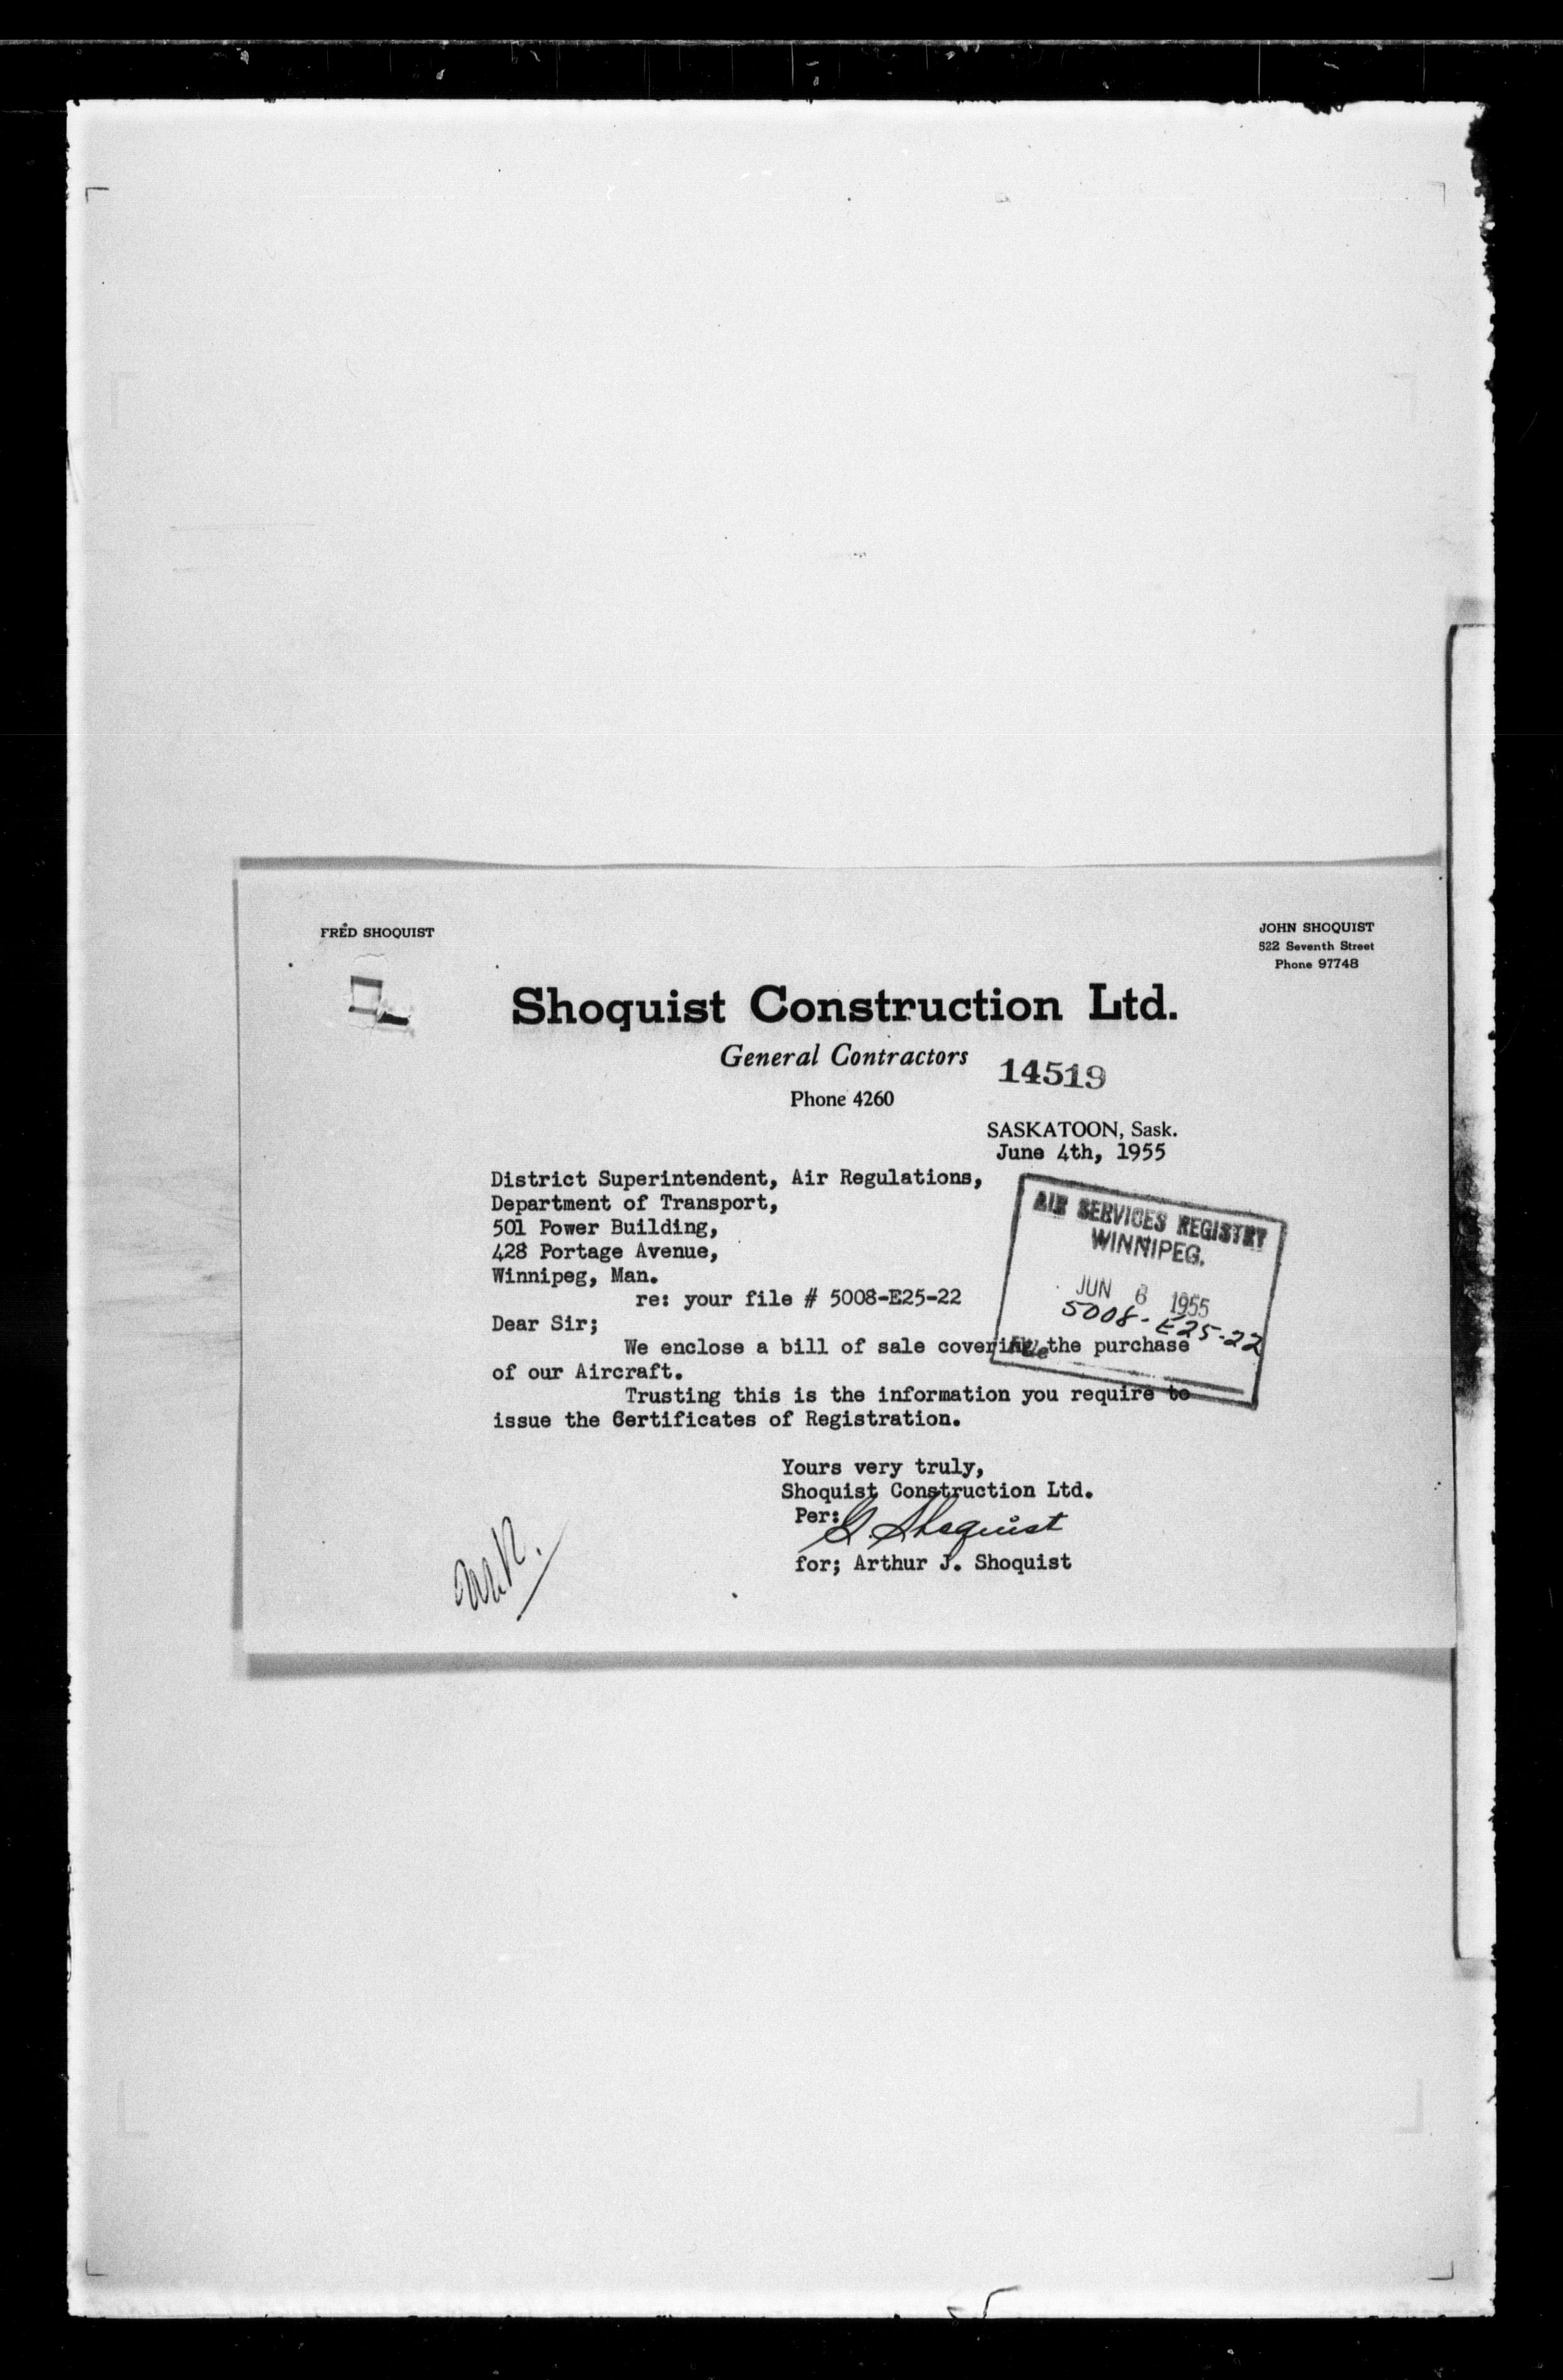 FRED SHOQUIST
JOHN SHOQUIST
522 Seventh Street
Phone 97748
Shoquist Construction Ltd.
General Contractors
14519
Phone 4260
SASKATOON, Sask.
June 4th, 1955
District Superintendent, Air Regulations,
Department of Transport,
501 Power Building,
428 Portage Avenue,
Winnipeg, Man.
AIR SERVICES REGISTRY
WINNIPEG.
JUN 6 1955
5008-E25-22
File
re: your file # 5008-E25-22
Dear Sir;
We enclose a bill of sale covering the purchase
of our Aircraft.
Trusting this is the information you require to
issue the Certificates of Registration.
Yours very truly,
Shoquist Construction Ltd.
Per: Shoquist
for; Arthur J. Shoquist